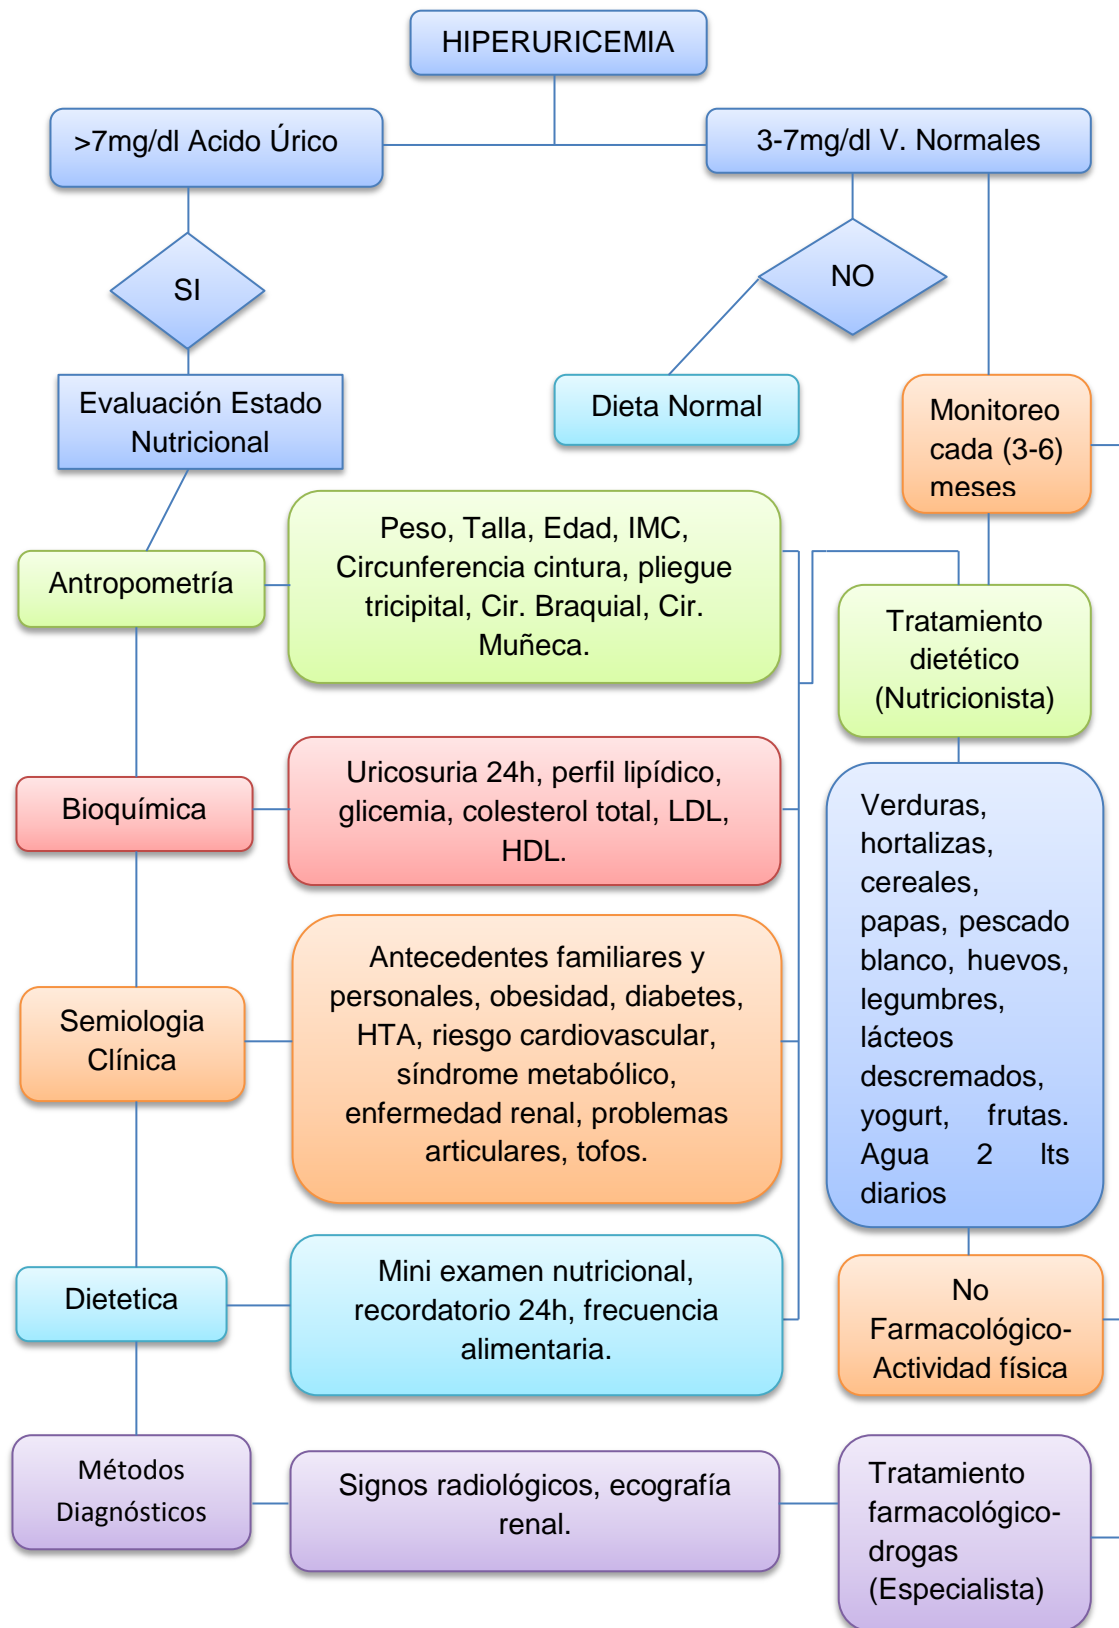 HIPERURICEMIA
>7mg/dl Acido Úrico
3-7mg/dl V. Normales
SI
NO
Evaluación Estado
Nutricional
Dieta Normal
Monitoreo
cada (3-6)
meses
Antropometría
Peso, Talla, Edad, IMC,
Circunferencia cintura, pliegue
tricipital, Cir. Braquial, Cir.
Muñeca.
Tratamiento
dietético
(Nutricionista)
Bioquímica
Uricosuria 24h, perfil lipídico,
glicemia, colesterol total, LDL,
HDL.
Verduras,
hortalizas,
cereales,
papas, pescado
blanco, huevos,
legumbres,
lácteos
descremados,
yogurt, frutas.
Agua 2 lts
diarios
Semiologia
Clínica
Antecedentes familiares y
personales, obesidad, diabetes,
HTA, riesgo cardiovascular,
síndrome metabólico,
enfermedad renal, problemas
articulares, tofos.
Dietetica
Mini examen nutricional,
recordatorio 24h, frecuencia
alimentaria.
No
Farmacológico-
Actividad física
Métodos
Diagnósticos
Signos radiológicos, ecografía
renal.
Tratamiento
farmacológico-
drogas
(Especialista)